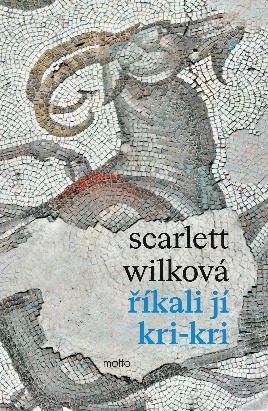 scarlett
wilková
říkali jí
kri-kri
motto